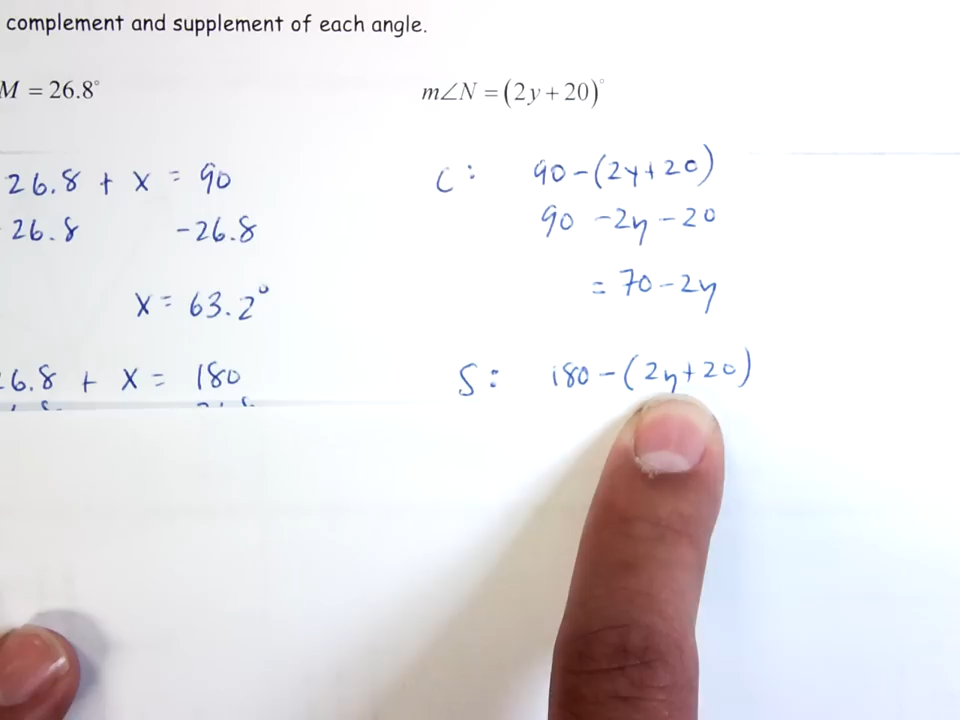 complement and supplement of each angle.
M = 26.8°
26.8 + x = 90
26.8 -26.8
x = 63.2°
6.8 + x = 180
m∠N = (2y + 20)°
C: 90 - (2y + 20)
90 - 2y - 20
= 70 - 2y
S: 180 - (2y + 20)